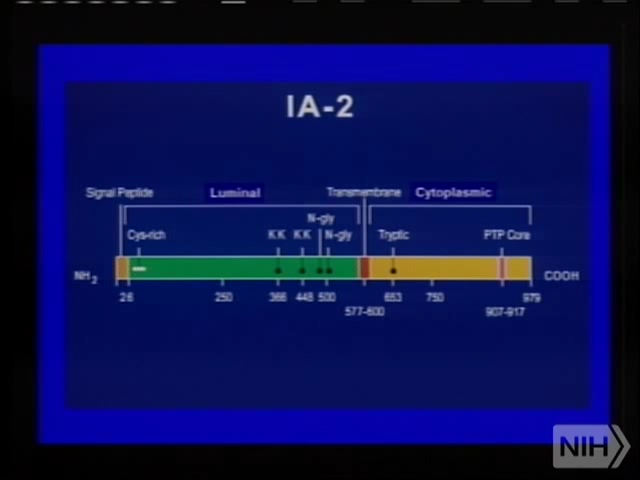 IA-2
Signal Peptide Luminal Transmembrane Cytoplasmic
N-gly
Cys-rich KK KK N-gly Tryptic PTP Core
NH2 COOH
26 250 366 448 500 653 750 979
577-600 907-917
NIH